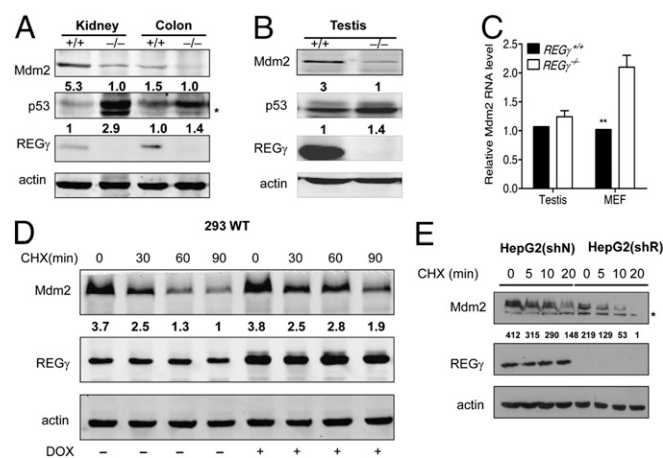 A
Kidney Colon
+/+ –/– +/+ –/–
Mdm2
5.3 1.0 1.5 1.0
p53
*
1 2.9 1.0 1.4
REGγ
actin
B
Testis
+/+ –/–
Mdm2
3 1
p53
1 1.4
REGγ
actin
C
REGγ+/+
REGγ-/-
Relative Mdm2 RNA level
2.5
2.0
1.5
1.0
0.5
0.0
**
Testis MEF
D
293 WT
CHX(min) 0 30 60 90 0 30 60 90
Mdm2
3.7 2.5 1.3 1 3.8 2.5 2.8 1.9
REGγ
actin
DOX – – – – + + + +
E
HepG2(shN) HepG2(shR)
CHX (min) 0 5 10 20 0 5 10 20
Mdm2
*
412 315 290 148 219 129 53 1
REGγ
actin